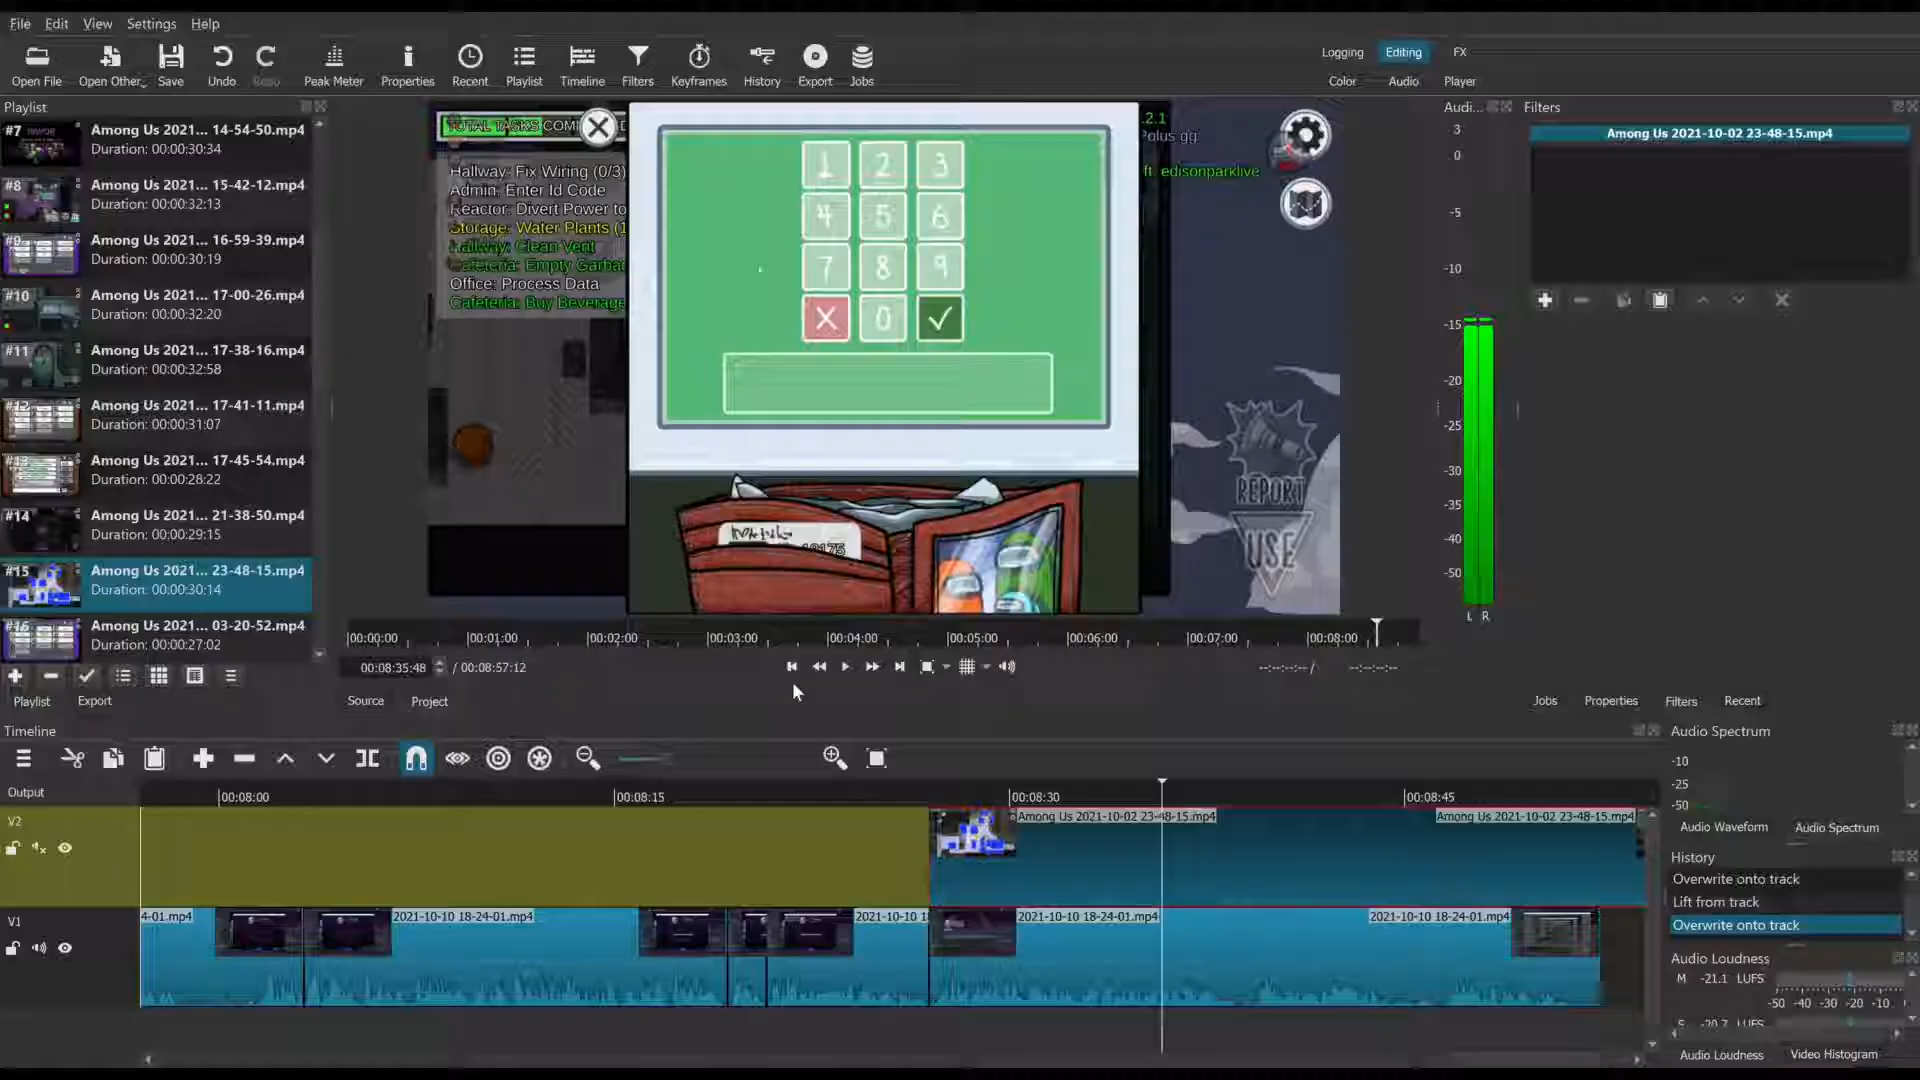 File Edit View Settings Help
Open File Open Other... Save Undo Redo Peak Meter Properties Recent Playlist Timeline Filters Keyframes History Export Jobs
Logging Editing FX
Color Audio Player
Playlist
#7 Among Us 2021... 14-54-50.mp4
Duration: 00:00:30:34
#8 Among Us 2021... 15-42-12.mp4
Duration: 00:00:32:13
#9 Among Us 2021... 16-59-39.mp4
Duration: 00:00:30:19
#10 Among Us 2021... 17-00-26.mp4
Duration: 00:00:32:20
#11 Among Us 2021... 17-38-16.mp4
Duration: 00:00:32:58
#12 Among Us 2021... 17-41-11.mp4
Duration: 00:00:31:07
#13 Among Us 2021... 17-45-54.mp4
Duration: 00:00:28:22
#14 Among Us 2021... 21-38-50.mp4
Duration: 00:00:29:15
#15 Among Us 2021... 23-48-15.mp4
Duration: 00:00:30:14
#16 Among Us 2021... 03-20-52.mp4
Duration: 00:00:27:02
Playlist Export
TOTAL TASKS COM
Hallway: Fix Wiring (0/3)
Admin: Enter Id Code
Reactor: Divert Power to
Storage: Water Plants (1
Hallway: Clean Vent
Cafeteria: Empty Garbag
Office: Process Data
Cafeteria: Buy Beverage
1 2 3
4 5 6
7 8 9
0
.2.1
Polus gg:
ft edisonparklive
REPORT
USE
00:00:00 00:01:00 00:02:00 00:03:00 00:04:00 00:05:00 00:06:00 00:07:00 00:08:00
00:08:35:48 / 00:08:57:12
--:--:--:-- / --:--:--:--
Source Project
Audi...
3
0
-5
-10
-15
-20
-25
-30
-35
-40
-50
L R
Filters
Among Us 2021-10-02 23-48-15.mp4
Jobs Properties Filters Recent
Timeline
Output
00:08:00 00:08:15 00:08:30 00:08:45
V2
Among Us 2021-10-02 23-48-15.mp4 Among Us 2021-10-02 23-48-15.mp4
V1
4-01.mp4 2021-10-10 18-24-01.mp4 2021-10-10 1 2021-10-10 18-24-01.mp4 2021-10-10 18-24-01.mp4
Audio Spectrum
-10
-25
-50
Audio Waveform Audio Spectrum
History
Overwrite onto track
Lift from track
Overwrite onto track
Audio Loudness
M -21.1 LUFS
-50 -40 -30 -20 -10
S -20.7 LUFS
Audio Loudness Video Histogram